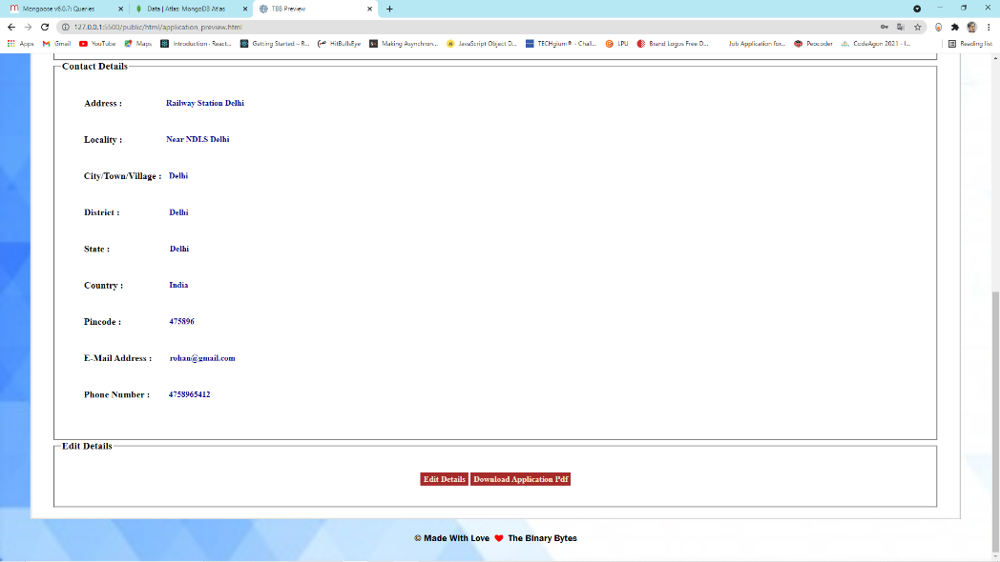 Mongoose v6.0.7: Queries
Data | Atlas: MongoDB Atlas
TBB Preview
127.0.0.1:5500/public/html/application_preview.html
Apps
Gmail
YouTube
Maps
Introduction - React...
Getting Started – R...
HitBullsEye
Making Asynchron...
JavaScript Object D...
TECHgium® - Chall...
LPU
Brand Logos Free D...
Job Application for...
Peocoder
CodeAgon 2021 - I...
Reading list
Contact Details
Address : Railway Station Delhi
Locality : Near NDLS Delhi
City/Town/Village : Delhi
District : Delhi
State : Delhi
Country : India
Pincode : 475896
E-Mail Address : rohan@gmail.com
Phone Number : 4758965412
Edit Details
Edit Details Download Application Pdf
© Made With Love ❤ The Binary Bytes